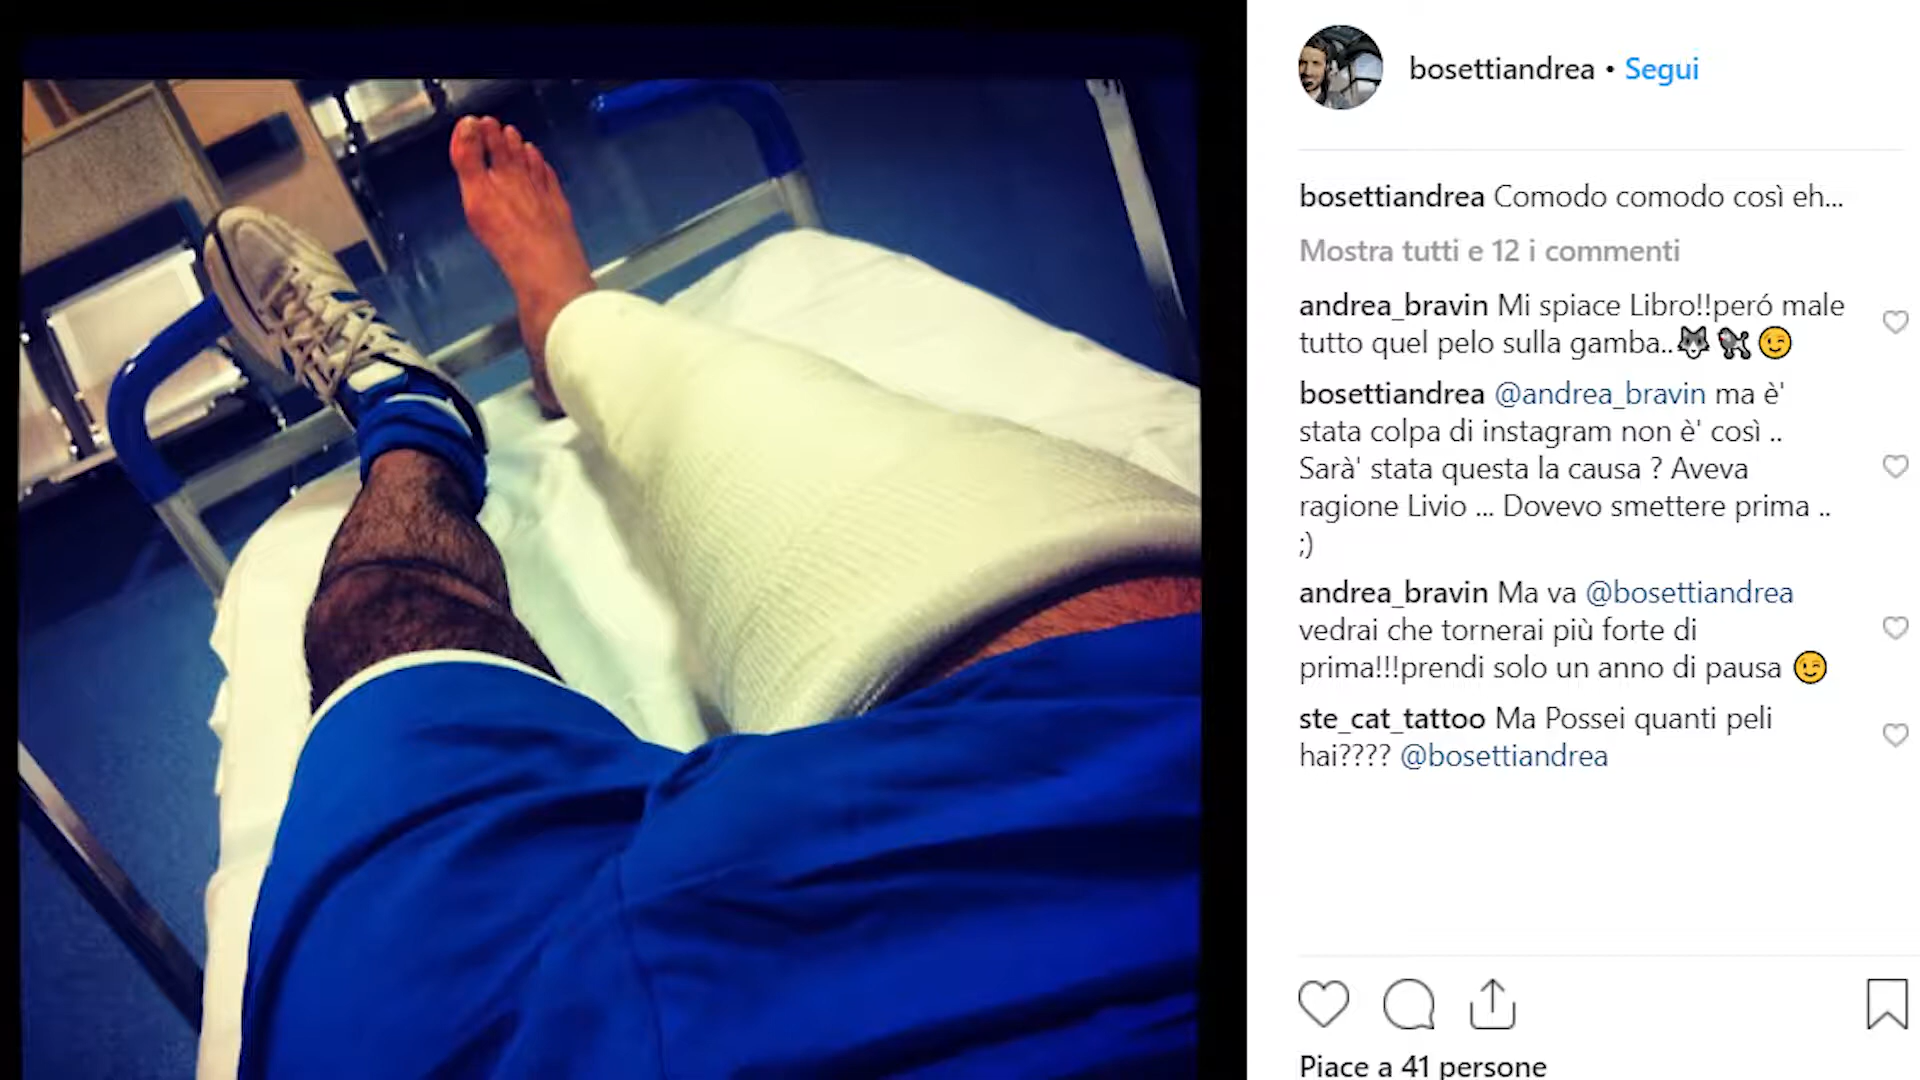 bosettiandrea • Segui
bosettiandrea Comodo comodo così eh...
Mostra tutti e 12 i commenti
andrea_bravin Mi spiace Libro!!peró male
tutto quel pelo sulla gamba..🐺🐩😉
bosettiandrea @andrea_bravin ma è'
stata colpa di instagram non è' così ..
Sarà' stata questa la causa ? Aveva
ragione Livio ... Dovevo smettere prima ..
;)
andrea_bravin Ma va @bosettiandrea
vedrai che tornerai più forte di
prima!!!prendi solo un anno di pausa 😉
ste_cat_tattoo Ma Possei quanti peli
hai???? @bosettiandrea
Piace a 41 persone